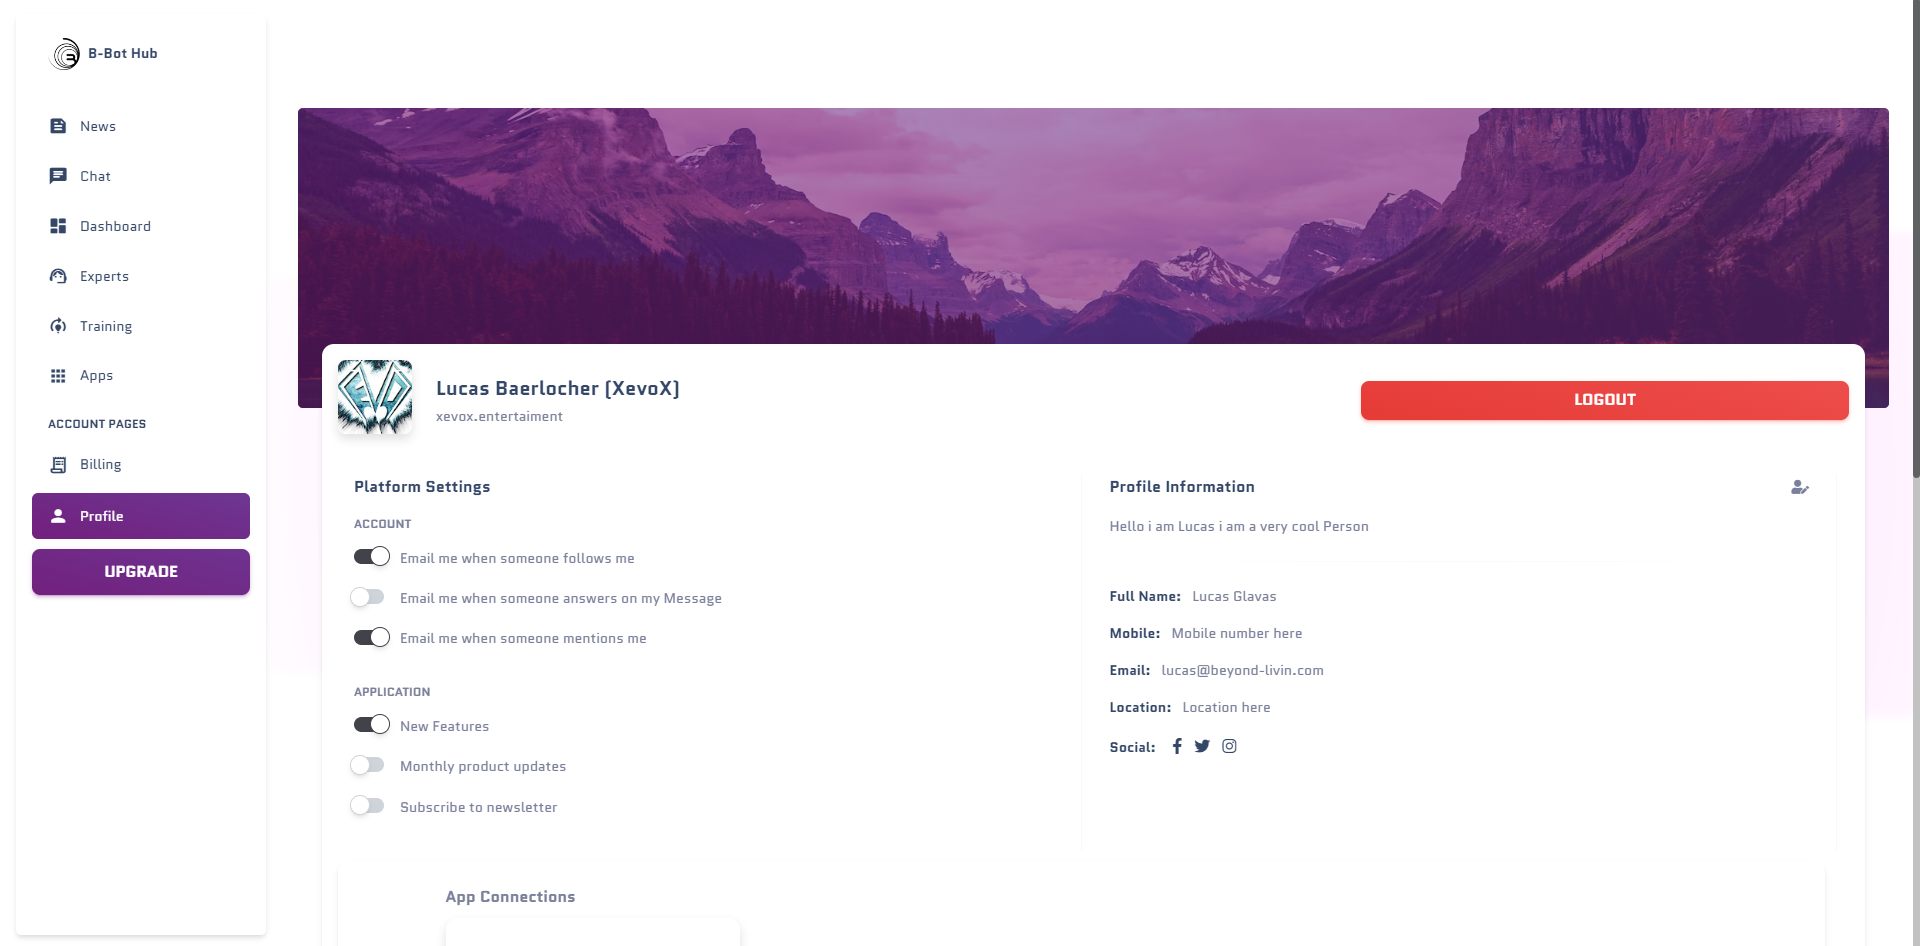 B-Bot Hub
News
Chat
Dashboard
Experts
Training
Apps
ACCOUNT PAGES
Billing
Profile
UPGRADE
Lucas Baerlocher (XevoX)
xevox.entertaiment
LOGOUT
Platform Settings
ACCOUNT
Email me when someone follows me
Email me when someone answers on my Message
Email me when someone mentions me
APPLICATION
New Features
Monthly product updates
Subscribe to newsletter
Profile Information
Hello i am Lucas i am a very cool Person
Full Name: Lucas Glavas
Mobile: Mobile number here
Email: lucas@beyond-livin.com
Location: Location here
Social:
App Connections